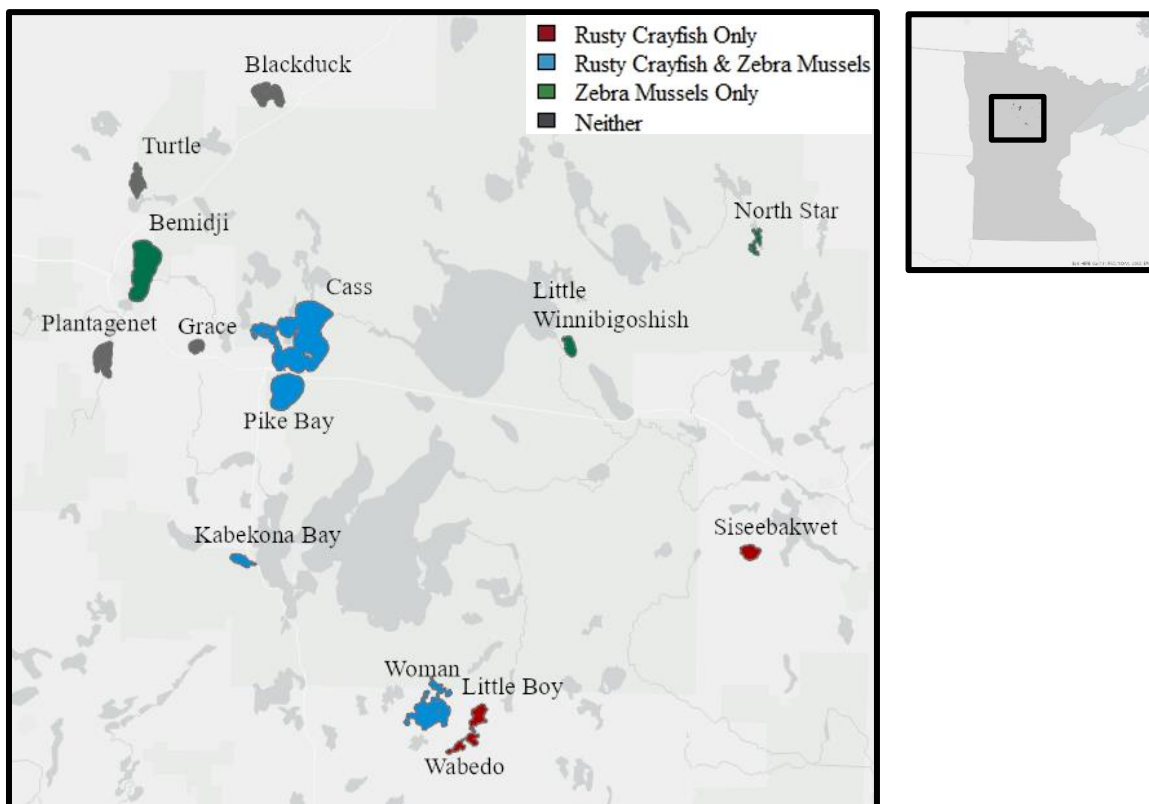 Rusty Crayfish Only
Rusty Crayfish & Zebra Mussels
Zebra Mussels Only
Neither
Blackduck
Turtle
Bemidji
North Star
Cass
Little
Winnibigoshish
Plantagenet
Grace
Pike Bay
Kabekona Bay
Siseebakwet
Woman
Little Boy
Wabedo